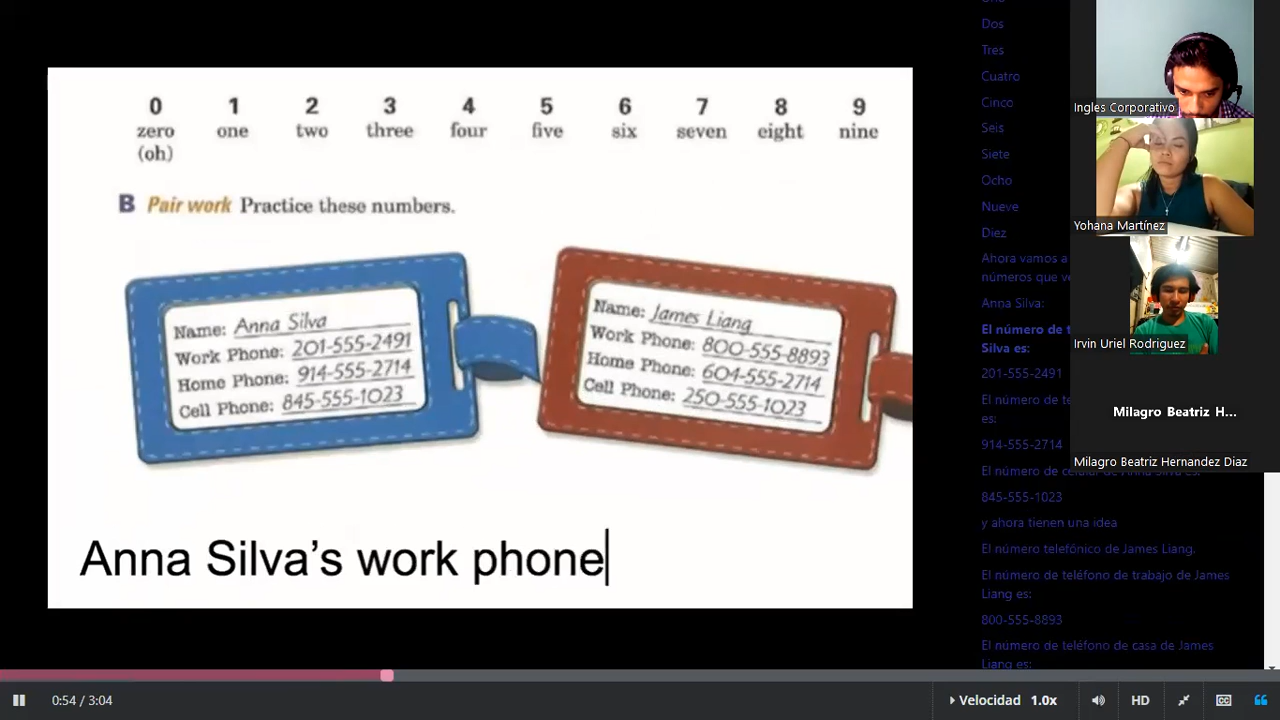 0 1 2 3 4 5 6 7 8 9
zero one two three four five six seven eight nine
(oh)
B Pair work Practice these numbers.
Name: Anna Silva
Work Phone: 201-555-2491
Home Phone: 914-555-2714
Cell Phone: 845-555-1023
Name: James Liang
Work Phone: 800-555-8893
Home Phone: 604-555-2714
Cell Phone: 250-555-1023
Anna Silva’s work phone
Dos
Tres
Cuatro
Cinco
Seis
Siete
Ocho
Nueve
Diez
Ahora vamos a
números que
Anna Silva:
El número de
Silva es:
201-555-2491
El número de
es:
914-555-2714
El número de
845-555-1023
y ahora tienen una idea
El número telefónico de James Liang.
El número de teléfono de trabajo de James
Liang es:
800-555-8893
El número de teléfono de casa de James
Liang es:
Ingles Corporativo
Yohana Martínez
Irvin Uriel Rodriguez
Milagro Beatriz H...
Milagro Beatriz Hernandez Diaz
0:54 / 3:04
Velocidad 1.0x
HD
CC